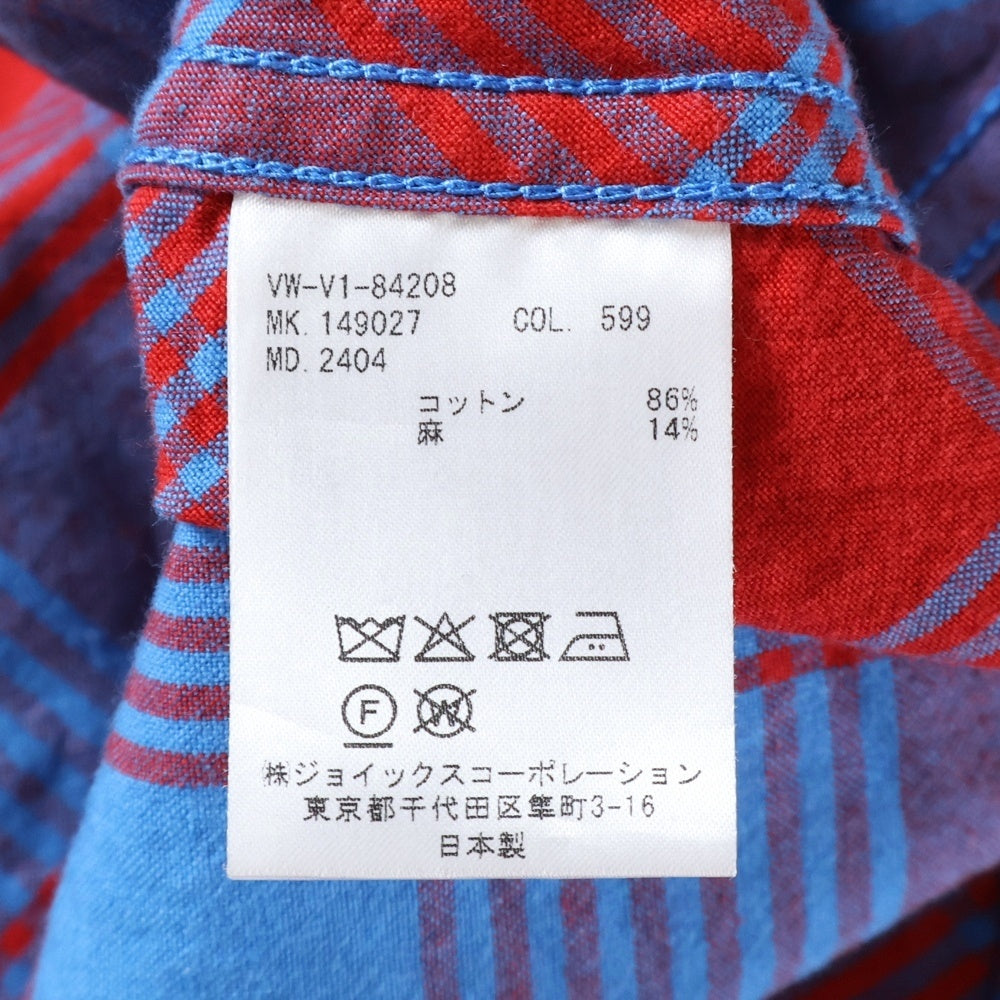 VW-V1-84208
MK. 149027 COL. 599
MD. 2404
コットン 86%
麻 14%
F W
㈱ジョイックスコーポレーション
東京都千代田区隼町3-16
日本製